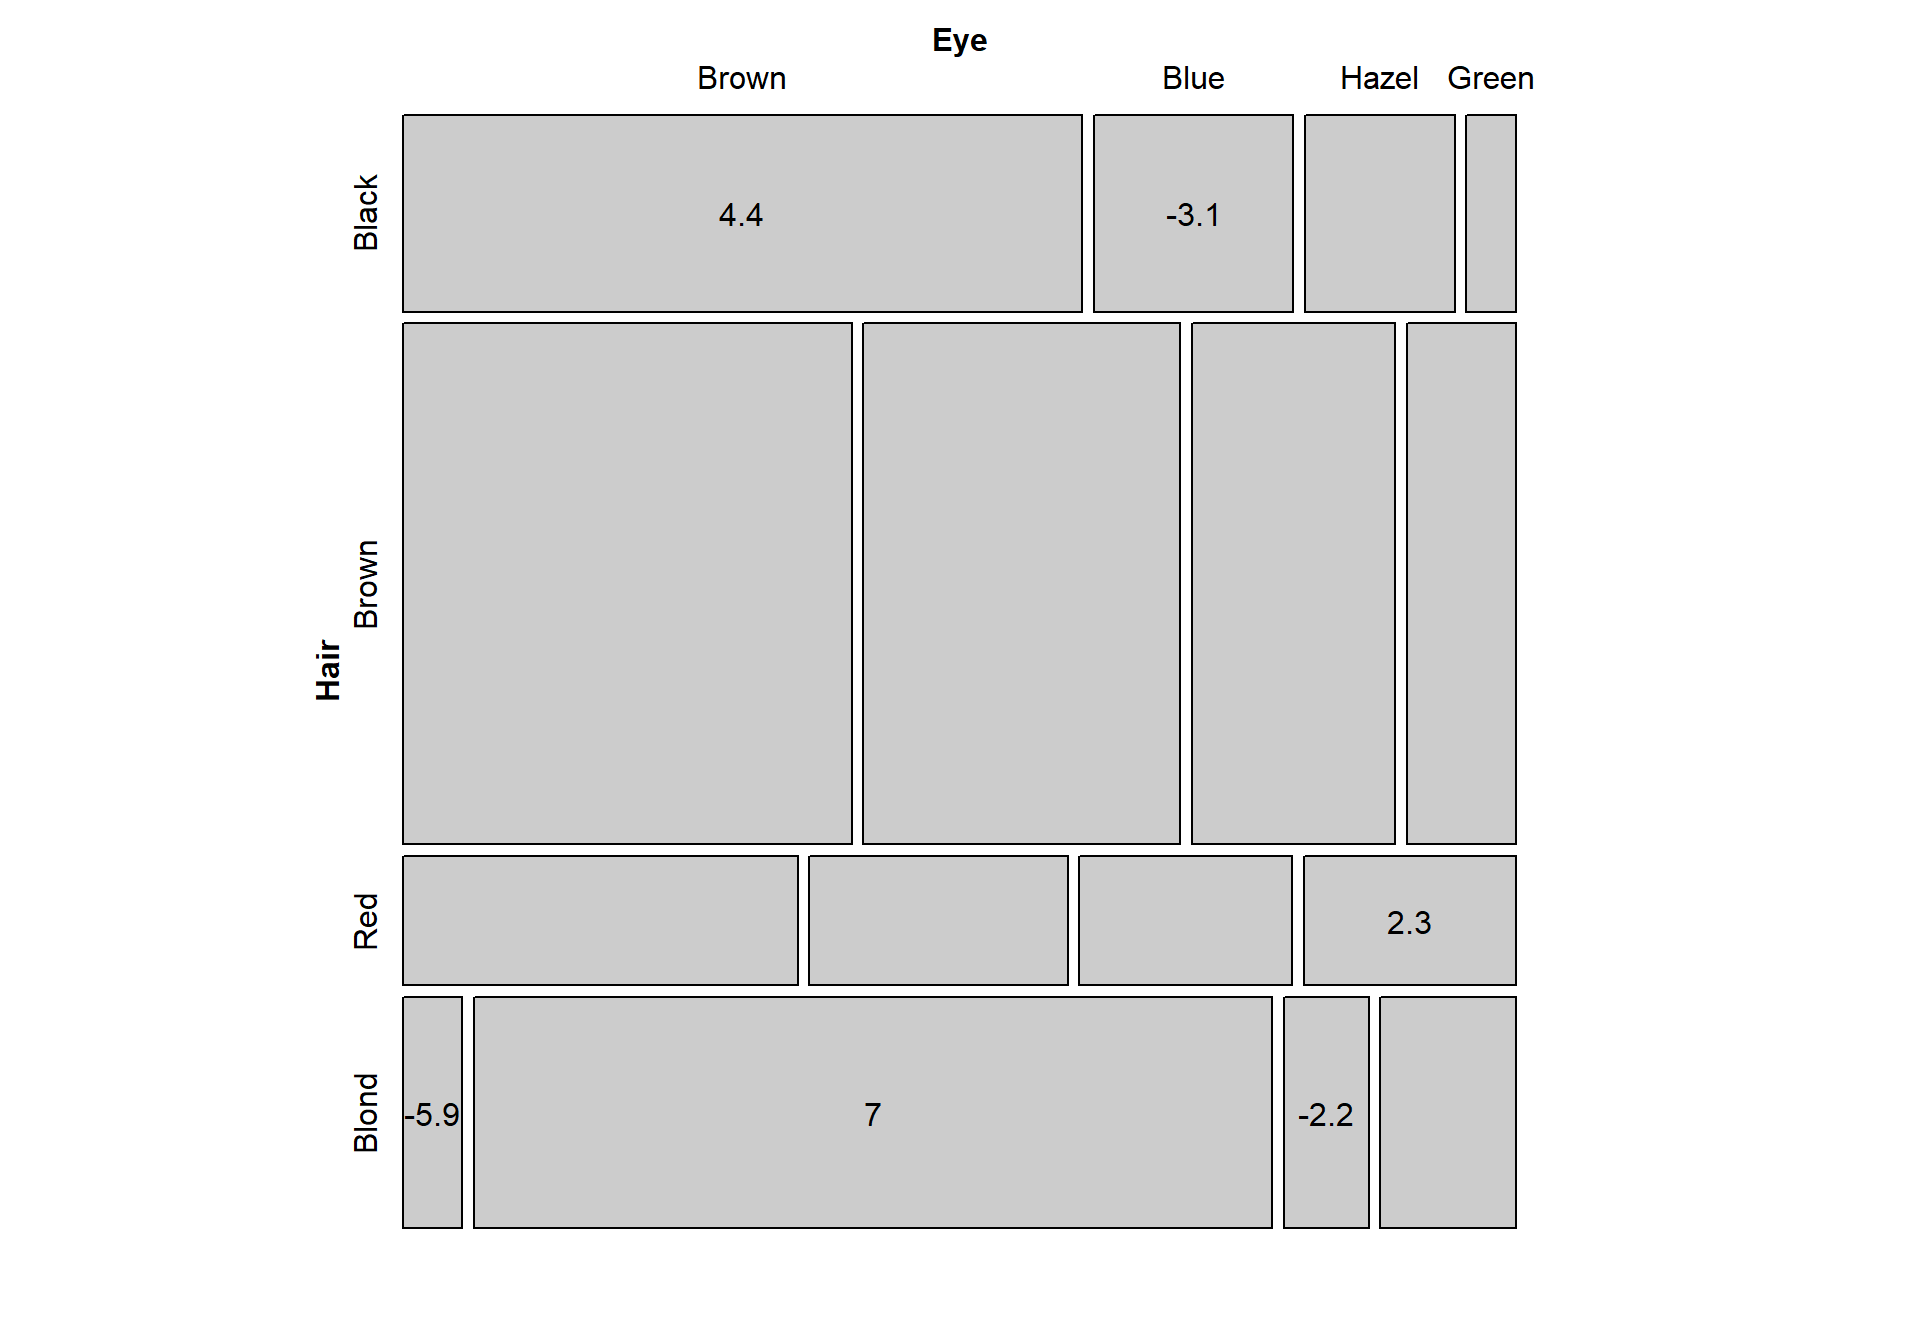 Eye
Brown Blue Hazel Green
Hair
Black
4.4 -3.1
Brown
Red
2.3
Blond
-5.9 7 -2.2